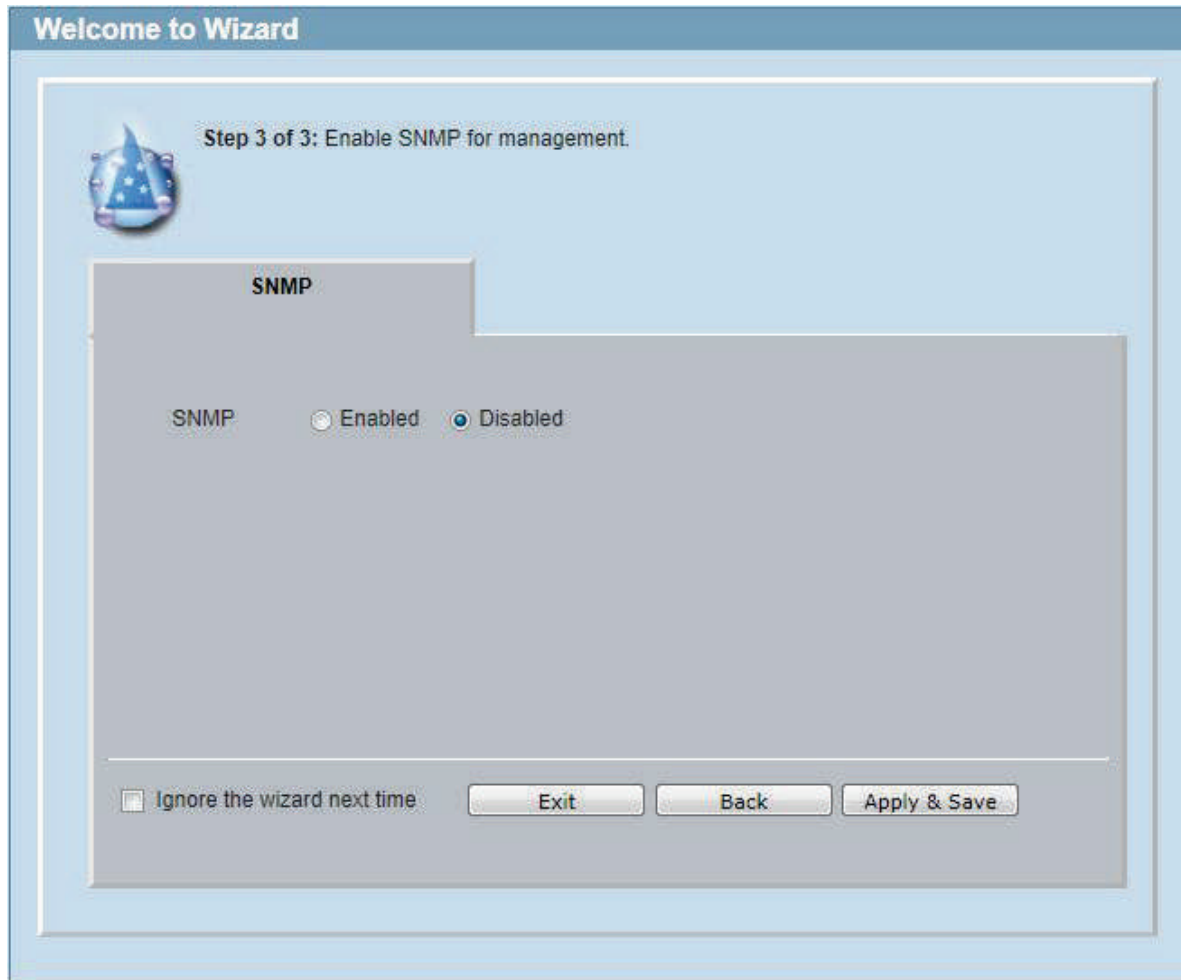 Welcome to Wizard
Step 3 of 3: Enable SNMP for management.
SNMP
SNMP Enabled Disabled
Ignore the wizard next time Exit Back Apply & Save